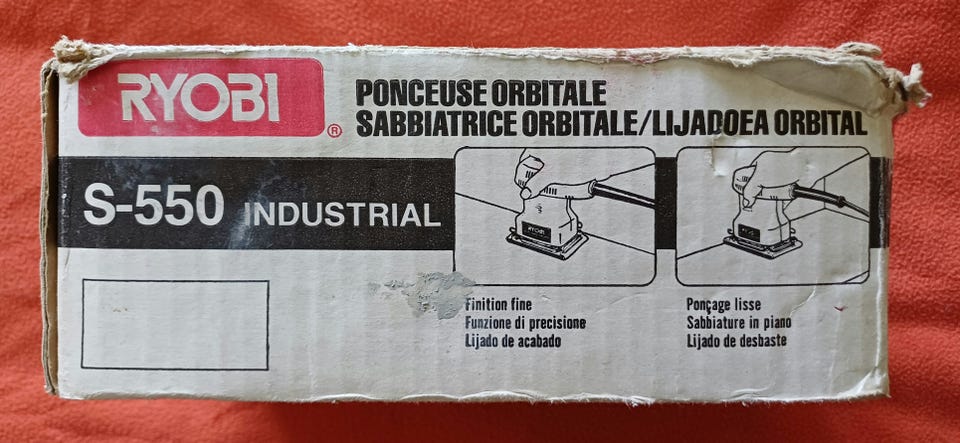 RYOBI®
PONCEUSE ORBITALE
SABBIATRICE ORBITALE/LIJADOEA ORBITAL
S-550 INDUSTRIAL
RYOBI
Finition fine
Funzione di precisione
Lijado de acabado
Ponçage lisse
Sabbiature in piano
Lijado de desbaste